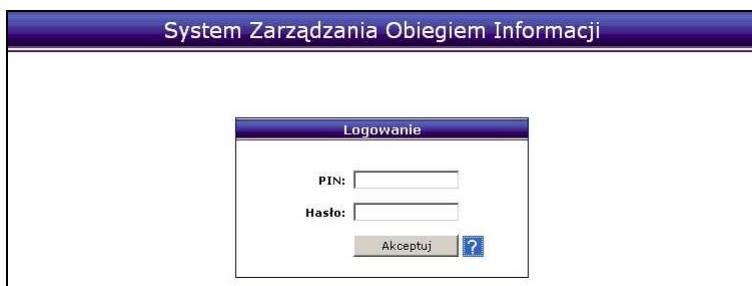 System Zarządzania Obiegiem Informacji
Logowanie
PIN:
Hasło:
Akceptuj ?